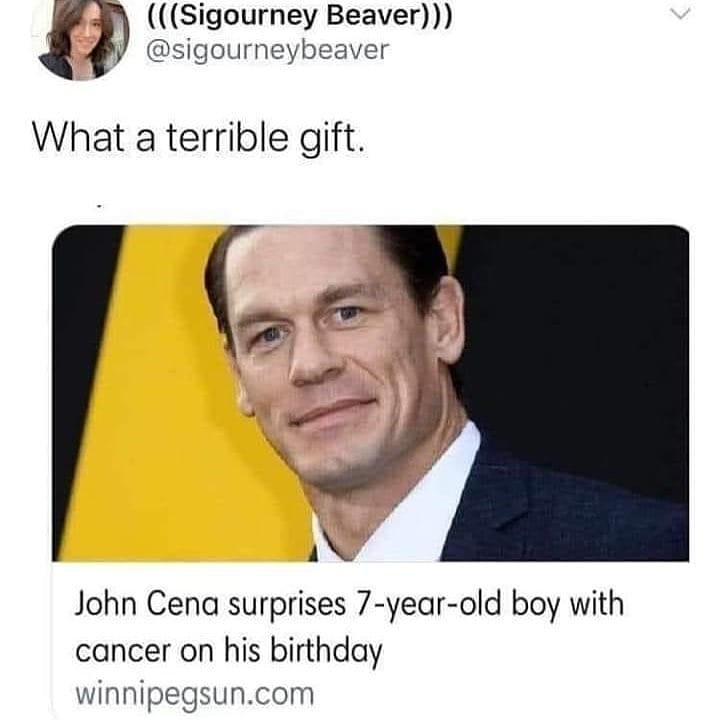 (((Sigourney Beaver)))
@sigourneybeaver
What a terrible gift.
John Cena surprises 7-year-old boy with
cancer on his birthday
winnipegsun.com